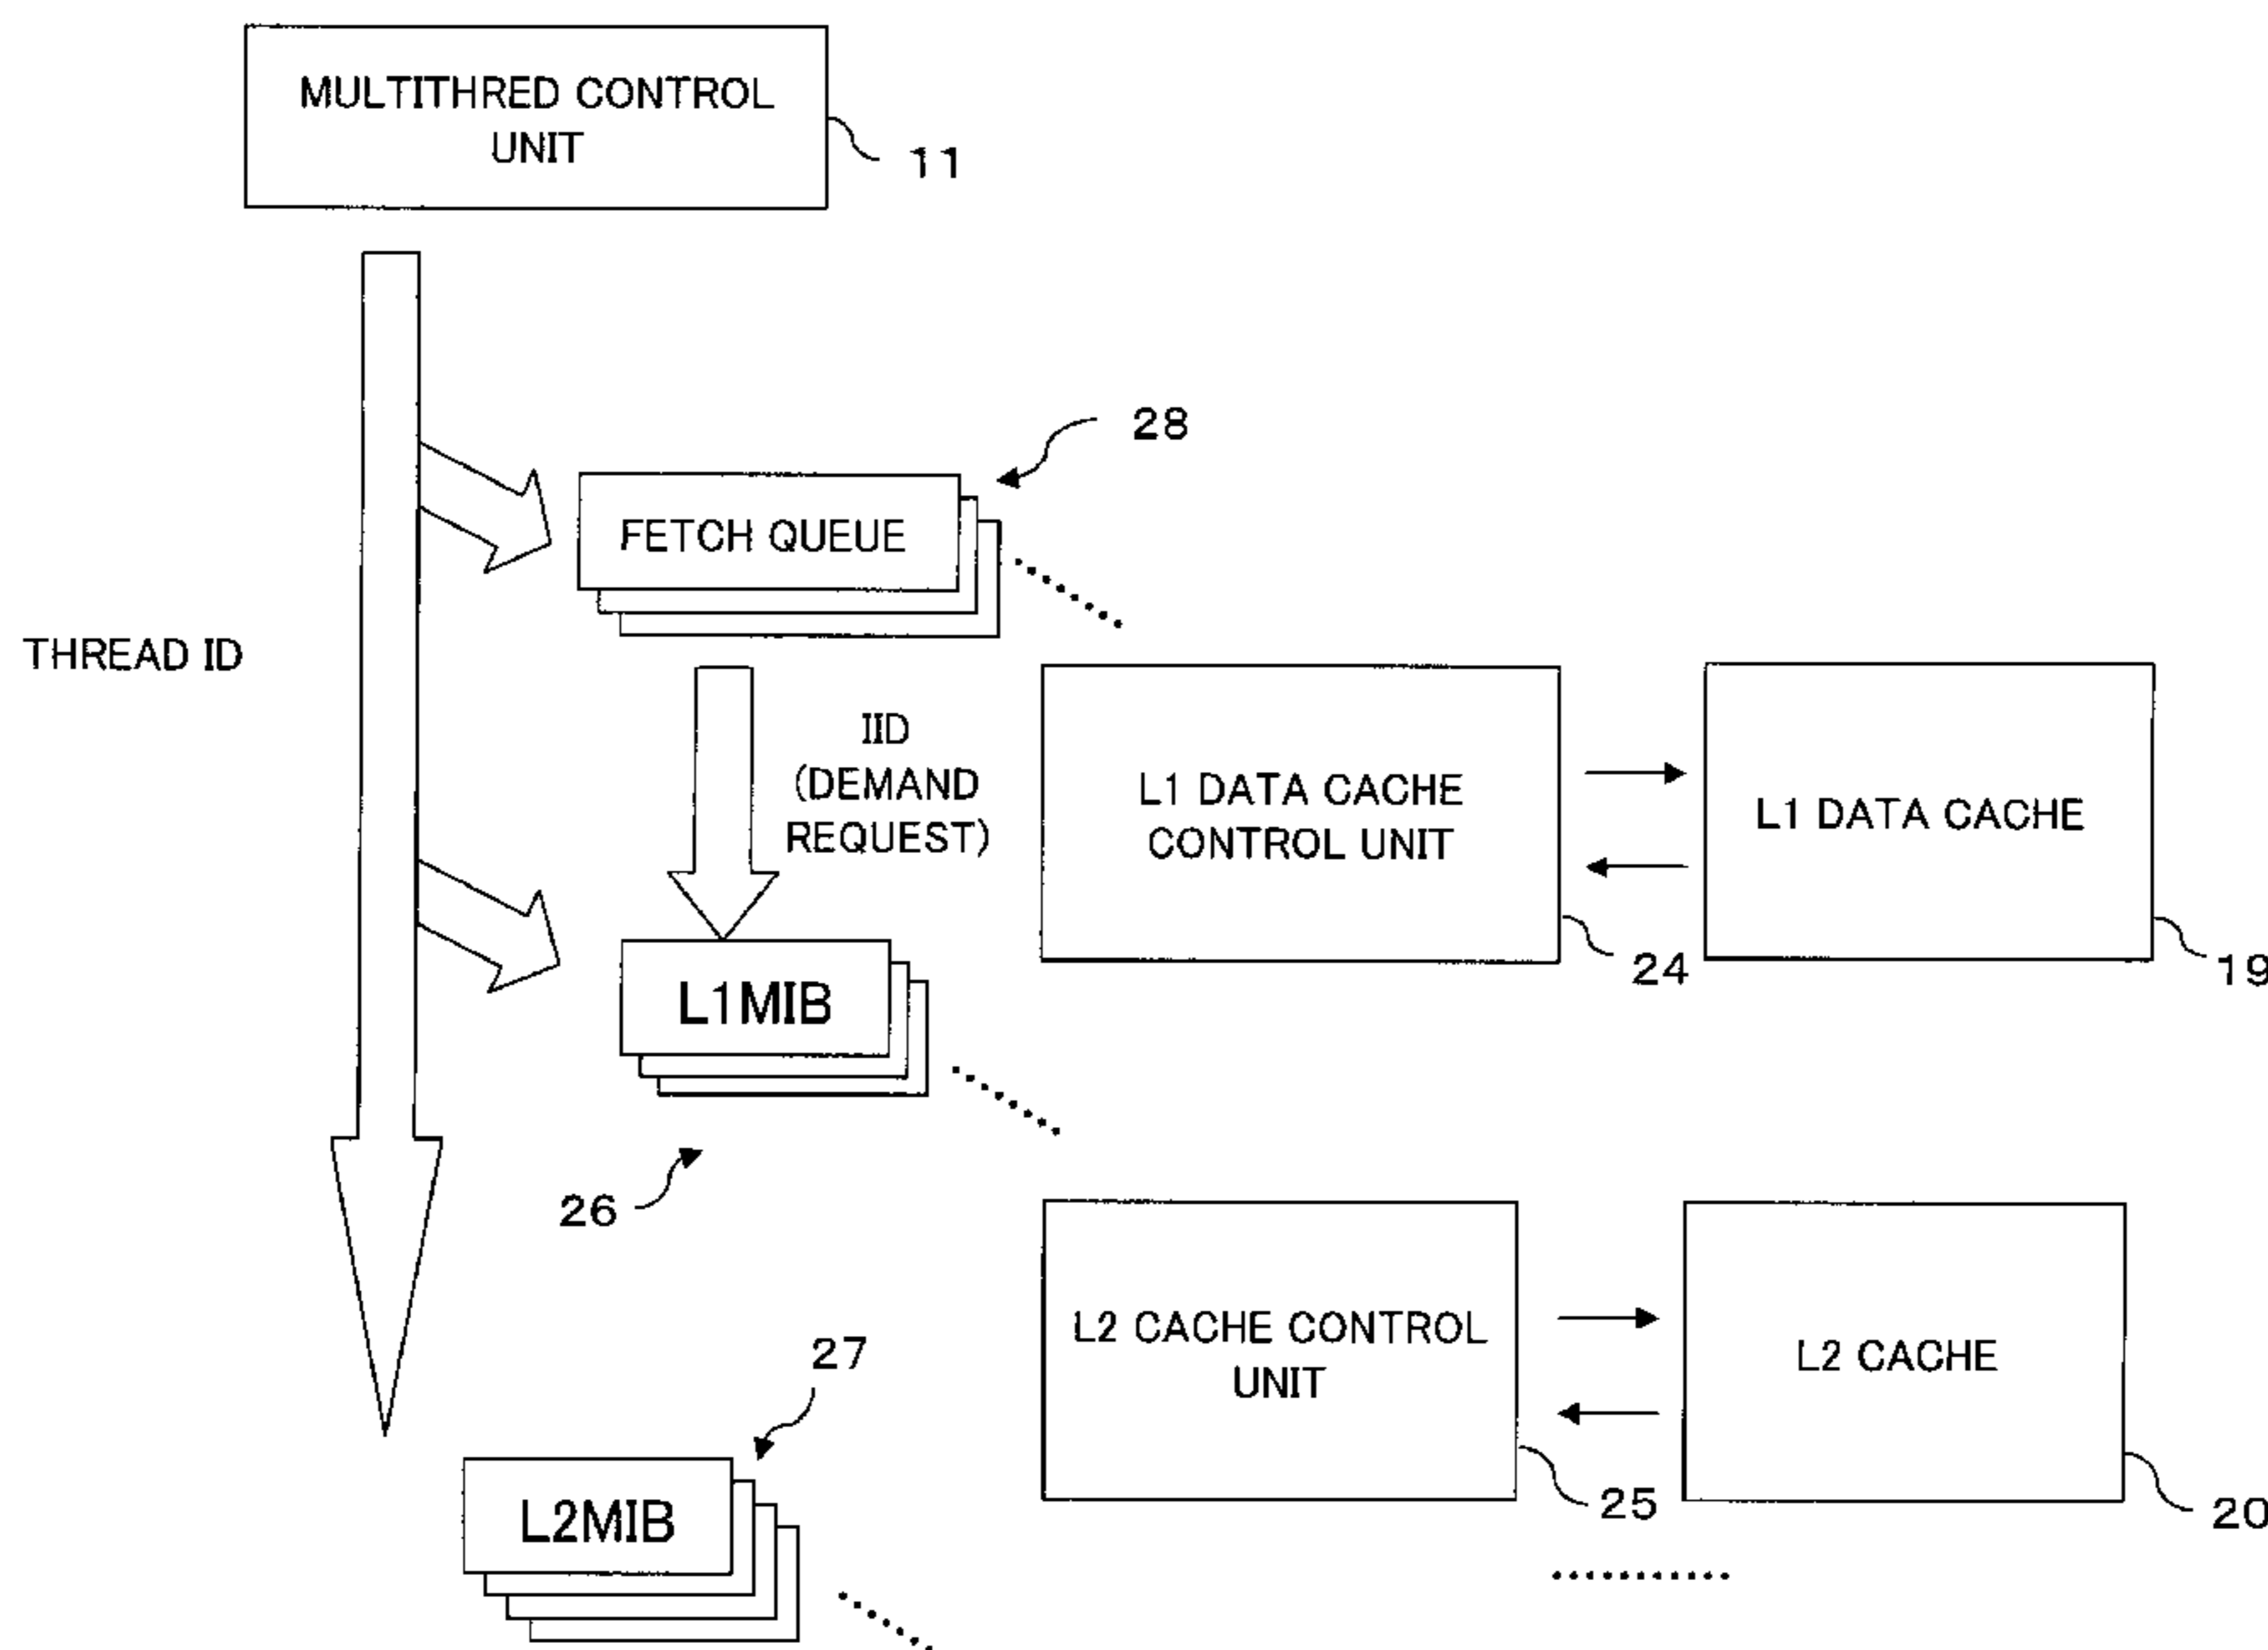 MULTITHRED CONTROL
UNIT
11
28
FETCH QUEUE
THREAD ID
IID
(DEMAND
REQUEST)
L1 DATA CACHE
CONTROL UNIT
L1 DATA CACHE
24
19
L1MIB
26
L2 CACHE CONTROL
UNIT
L2 CACHE
27
25
20
L2MIB